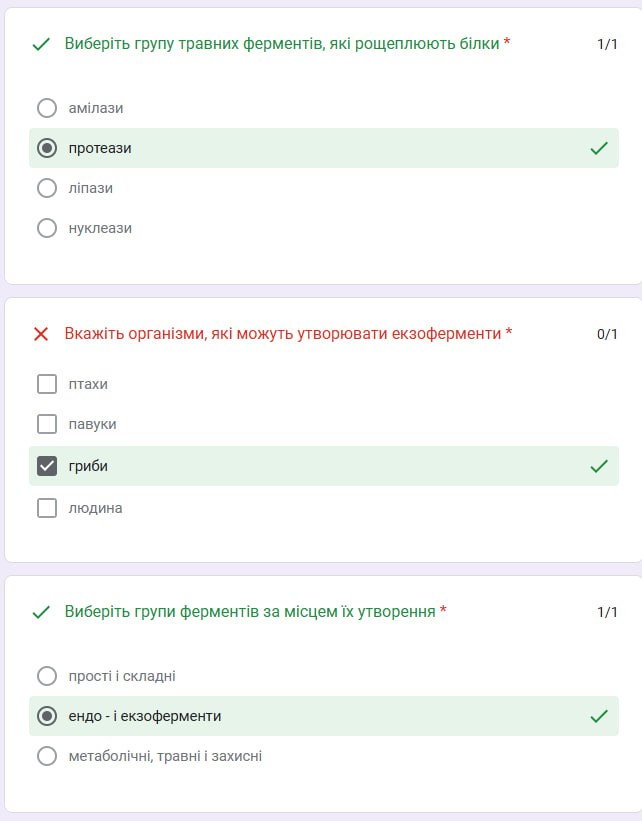 Виберіть групу травних ферментів, які рощеплюють білки * 1/1
амілази
протеази
ліпази
нуклеази
Вкажіть організми, які можуть утворювати екзоферменти * 0/1
птахи
павуки
гриби
людина
Виберіть групи ферментів за місцем їх утворення * 1/1
прості і складні
ендо - і екзоферменти
метаболічні, травні і захисні